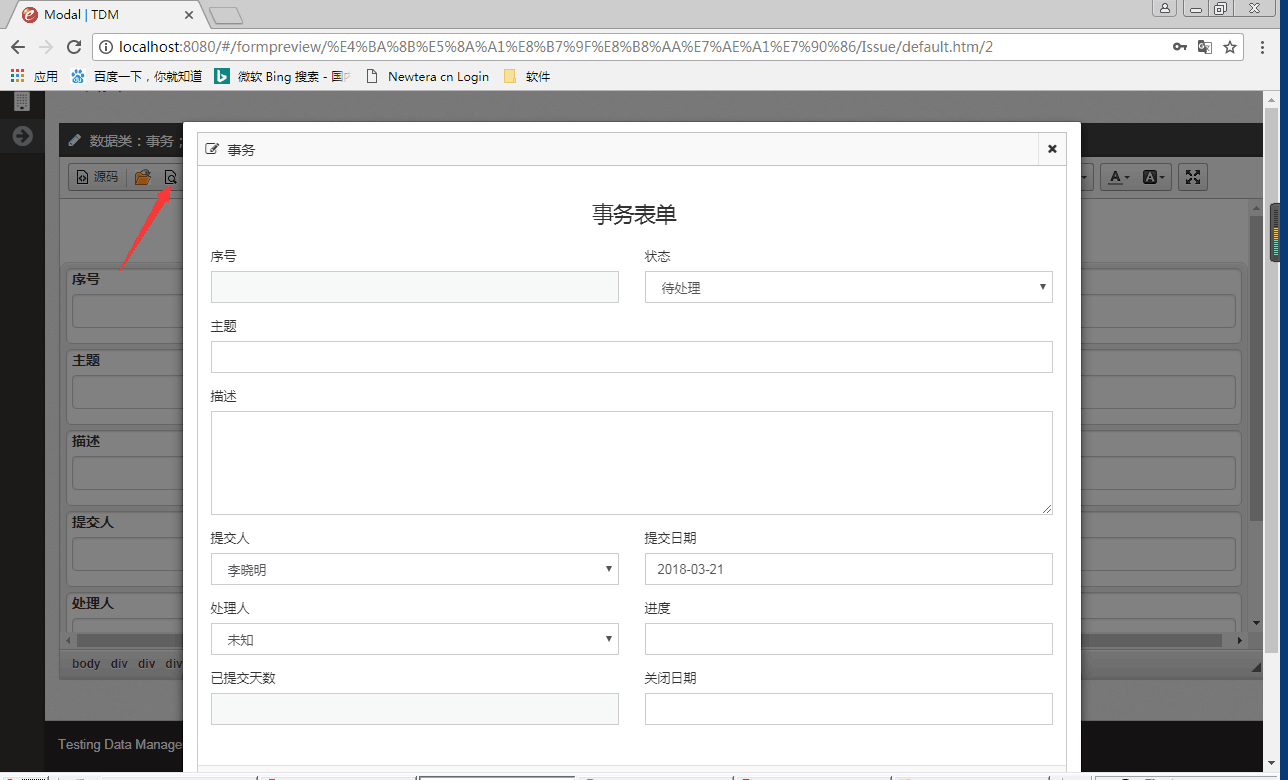 Modal | TDM
localhost:8080/#/formpreview/%E4%BA%8B%E5%8A%A1%E8%B7%9F%E8%B8%AA%E7%AE%A1%E7%90%86/Issue/default.htm/2
应用 百度一下，你就知道 微软 Bing 搜索 - 国 Newtera cn Login 软件
数据类：事务；
事务
源码
A A
事务表单
序号 状态
待处理
主题
描述
提交人 提交日期
李晓明 2018-03-21
处理人 进度
未知
已提交天数 关闭日期
序号
主题
描述
提交人
处理人
body div div div
Testing Data Manage